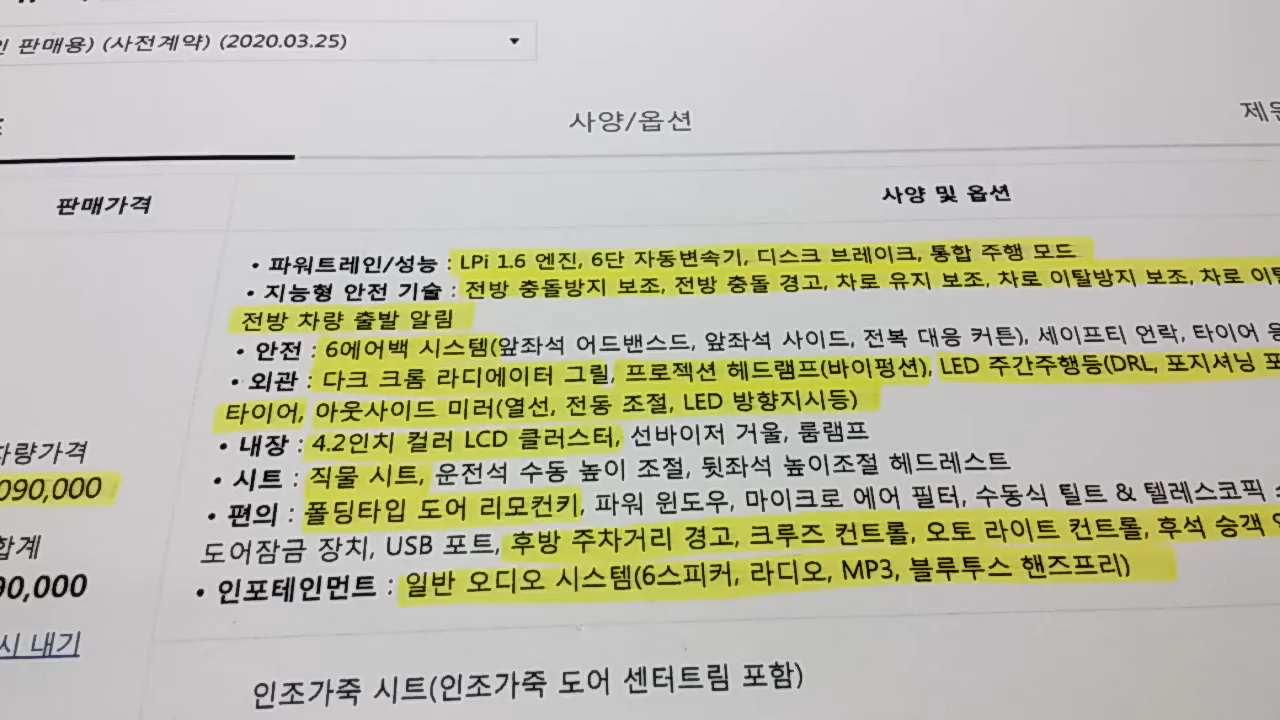 판매용) (사전계약) (2020.03.25)
사양/옵션
판매가격
사양 및 옵션
• 파워트레인/성능 : LPi 1.6 엔진, 6단 자동변속기, 디스크 브레이크, 통합 주행 모드
• 지능형 안전 기술 : 전방 충돌방지 보조, 전방 충돌 경고, 차로 유지 보조, 차로 이탈방지 보조, 차로
전방 차량 출발 알림
• 안전 : 6에어백 시스템(앞좌석 어드밴스드, 앞좌석 사이드, 전복 대응 커튼), 세이프티 언락, 타이어
• 외관 : 다크 크롬 라디에이터 그릴, 프로젝션 헤드램프(바이펑션), LED 주간주행등(DRL, 포지셔닝
타이어, 아웃사이드 미러(열선, 전동 조절, LED 방향지시등)
• 내장 : 4.2인치 컬러 LCD 클러스터, 선바이저 거울, 룸램프
차량가격
• 시트 : 직물 시트, 운전석 수동 높이 조절, 뒷좌석 높이조절 헤드레스트
090,000
• 편의 : 폴딩타입 도어 리모컨키, 파워 윈도우, 마이크로 에어 필터, 수동식 틸트 & 텔레스코픽
합계
도어잠금 장치, USB 포트, 후방 주차거리 경고, 크루즈 컨트롤, 오토 라이트 컨트롤, 후석 승객
90,000
• 인포테인먼트 : 일반 오디오 시스템(6스피커, 라디오, MP3, 블루투스 핸즈프리)
내기
인조가죽 시트(인조가죽 도어 센터트림 포함)